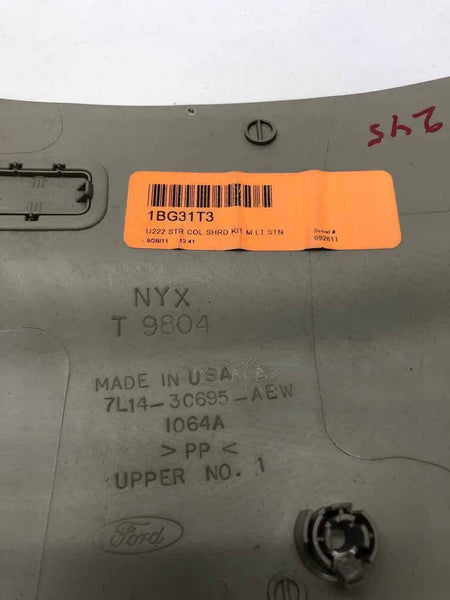 245
1BG31T3
U222 STR COL SHRD KIT M LT STN
9/28/11 12:41
Serial #
092811
NYX
T 9804
MADE IN USA
7L14-3C695-AEW
1064A
> PP <
UPPER NO. 1
Ford